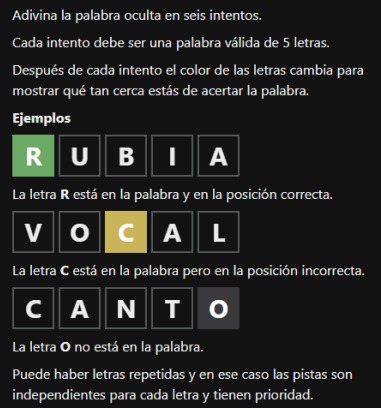 Adivina la palabra oculta en seis intentos.
Cada intento debe ser una palabra válida de 5 letras.
Después de cada intento el color de las letras cambia para
mostrar qué tan cerca estás de acertar la palabra.
Ejemplos
R U B I A
La letra R está en la palabra y en la posición correcta.
V O C A L
La letra C está en la palabra pero en la posición incorrecta.
C A N T O
La letra O no está en la palabra.
Puede haber letras repetidas y en ese caso las pistas son
independientes para cada letra y tienen prioridad.